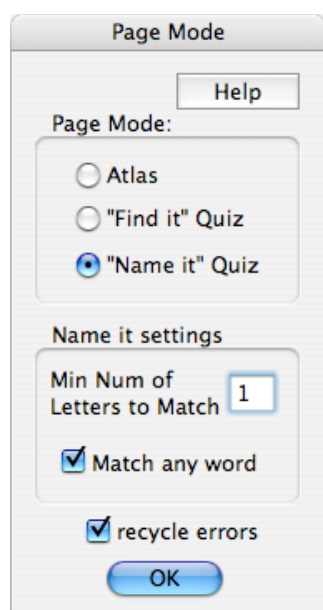 Page Mode
Help
Page Mode:
Atlas
"Find it" Quiz
"Name it" Quiz
Name it settings
Min Num of
Letters to Match 1
Match any word
recycle errors
OK